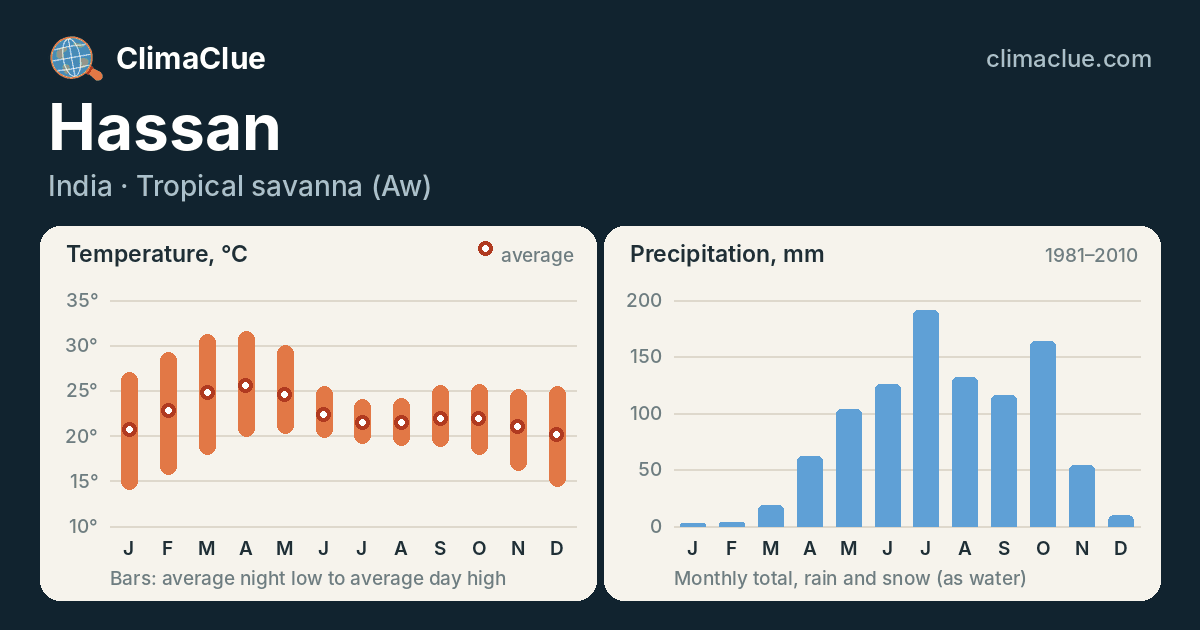 ClimaClue
climaclue.com
Hassan
India · Tropical savanna (Aw)
Temperature, °C
average
35°
30°
25°
20°
15°
10°
J F M A M J J A S O N D
Bars: average night low to average day high
Precipitation, mm
1981–2010
200
150
100
50
0
J F M A M J J A S O N D
Monthly total, rain and snow (as water)